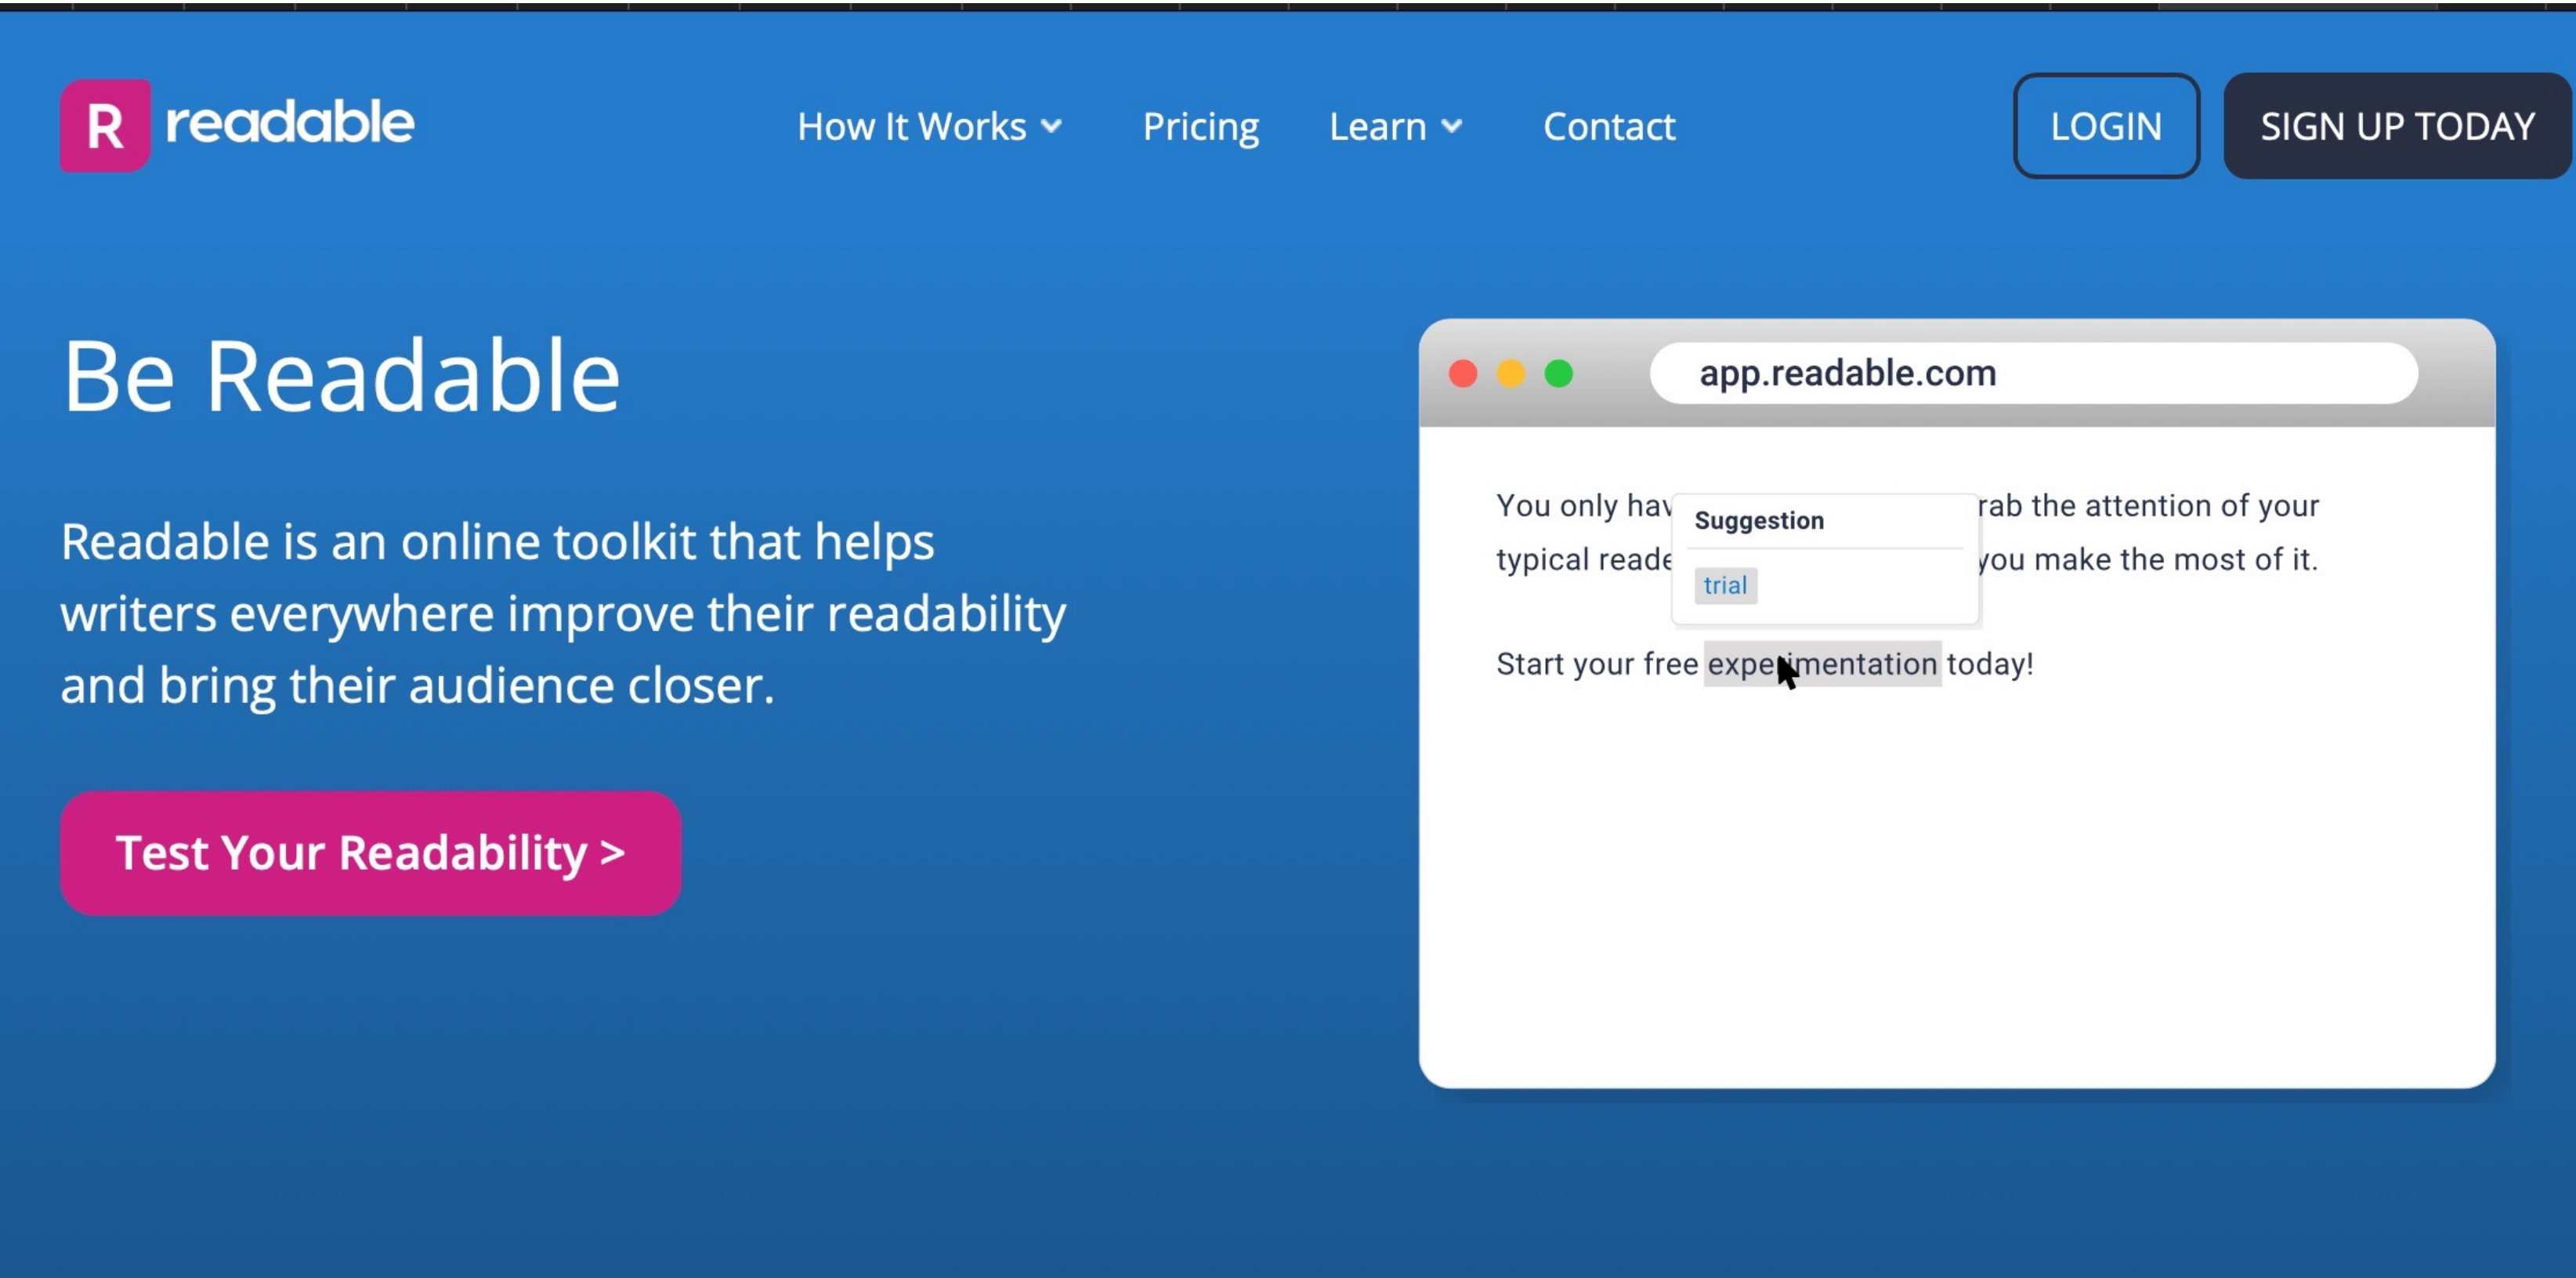 R readable
How It Works
Pricing
Learn
Contact
LOGIN
SIGN UP TODAY
Be Readable
Readable is an online toolkit that helps
writers everywhere improve their readability
and bring their audience closer.
Test Your Readability >
app.readable.com
You only hav rab the attention of your
typical reade you make the most of it.
Suggestion
trial
Start your free experimentation today!